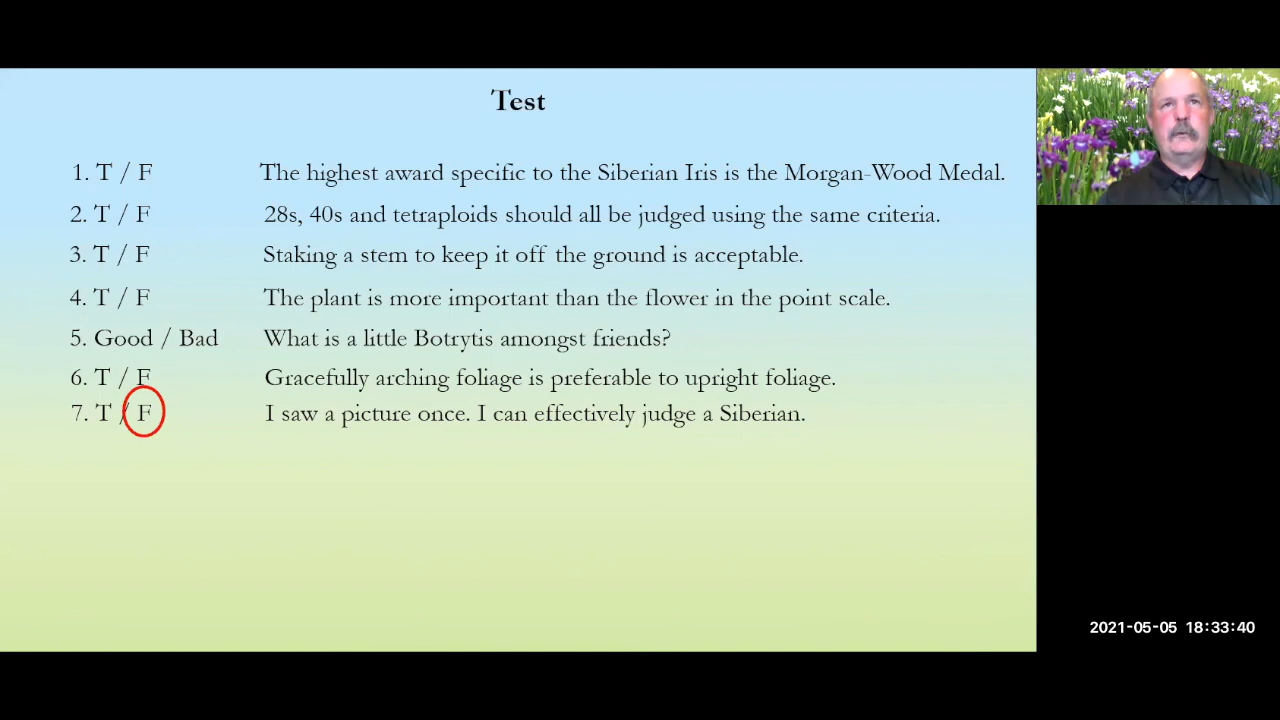 Test
1. T / F The highest award specific to the Siberian Iris is the Morgan-Wood Medal.
2. T / F 28s, 40s and tetraploids should all be judged using the same criteria.
3. T / F Staking a stem to keep it off the ground is acceptable.
4. T / F The plant is more important than the flower in the point scale.
5. Good / Bad What is a little Botrytis amongst friends?
6. T / F Gracefully arching foliage is preferable to upright foliage.
7. T / F I saw a picture once. I can effectively judge a Siberian.
2021-05-05 18:33:40